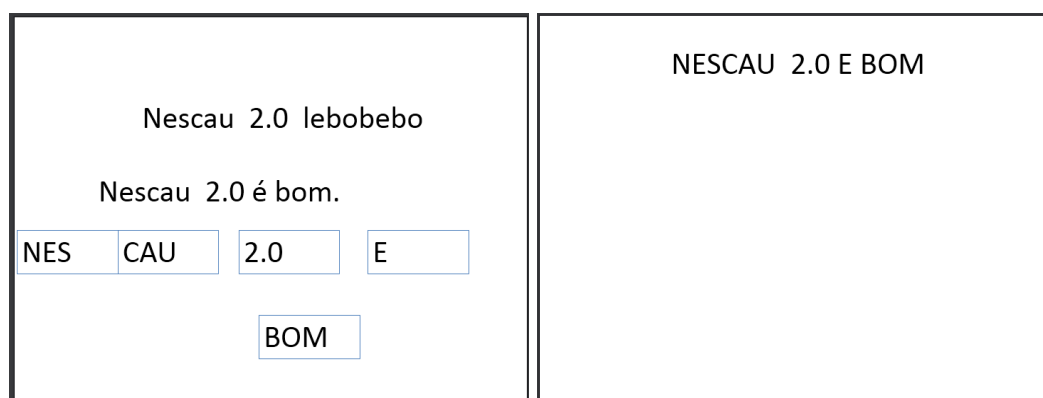 Nescau 2.0 lebobebo
Nescau 2.0 é bom.
NES CAU 2.0 E
BOM
NESCAU 2.0 E BOM